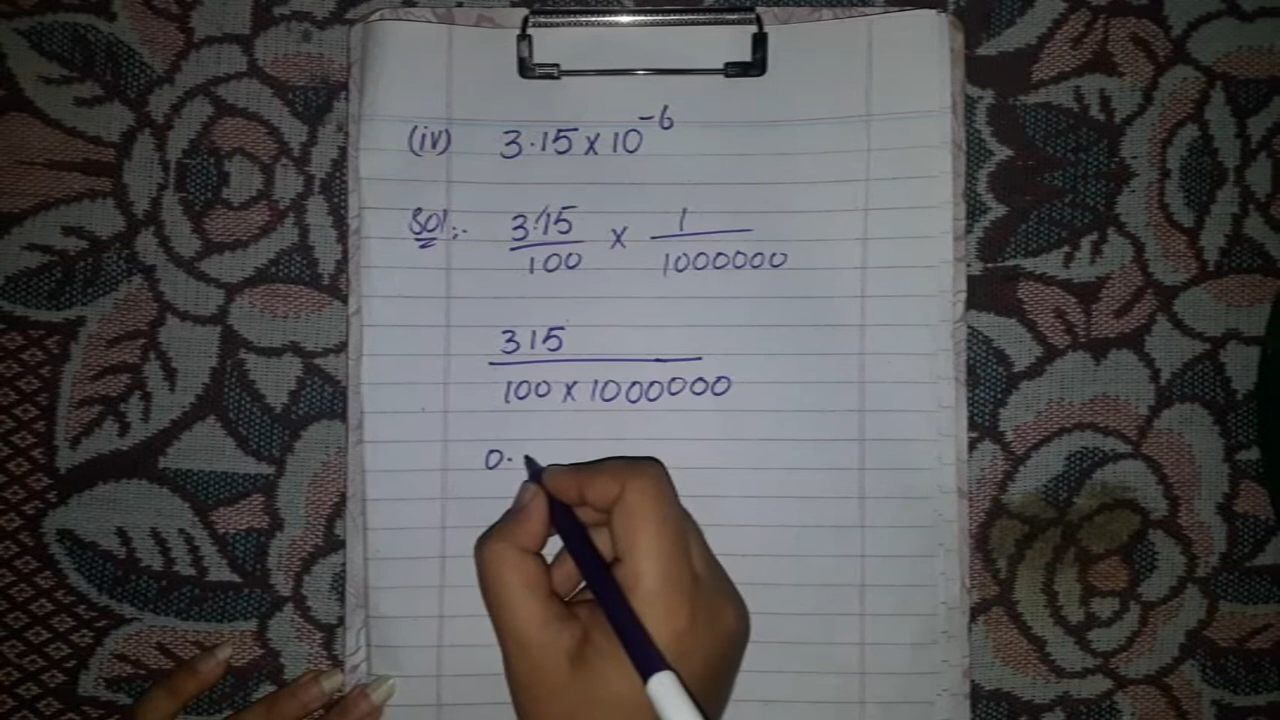 (iv) 3.15 x 10^-6
Sol:. 3.15/100 x 1/1000000
315
100 x 1000000
0.